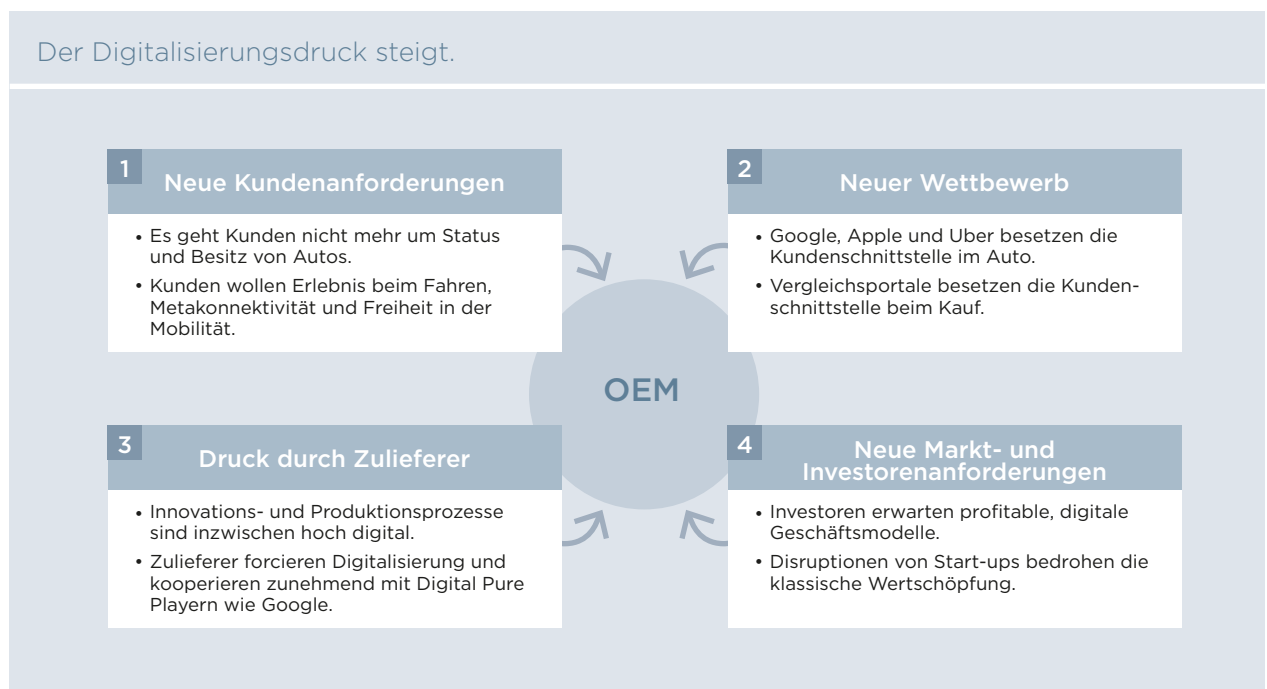 Der Digitalisierungsdruck steigt.
1
Neue Kundenanforderungen
• Es geht Kunden nicht mehr um Status
und Besitz von Autos.
• Kunden wollen Erlebnis beim Fahren,
Metakonnektivität und Freiheit in der
Mobilität.
2
Neuer Wettbewerb
• Google, Apple und Uber besetzen die
Kundenschnittstelle im Auto.
• Vergleichsportale besetzen die Kunden-
schnittstelle beim Kauf.
OEM
3
Druck durch Zulieferer
• Innovations- und Produktionsprozesse
sind inzwischen hoch digital.
• Zulieferer forcieren Digitalisierung und
kooperieren zunehmend mit Digital Pure
Playern wie Google.
4
Neue Markt- und
Investorenanforderungen
• Investoren erwarten profitable, digitale
Geschäftsmodelle.
• Disruptionen von Start-ups bedrohen die
klassische Wertschöpfung.